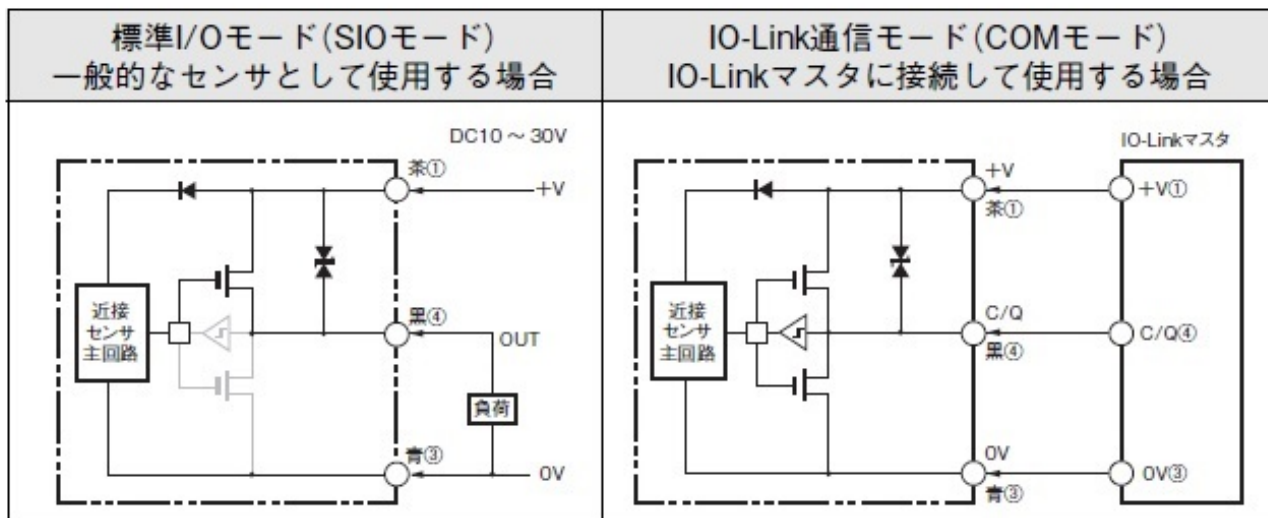 標準I/Oモード(SIOモード)
一般的なセンサとして使用する場合
DC10～30V
茶①
+V
近接
センサ
主回路
黒④
OUT
負荷
青③
0V
IO-Link通信モード(COMモード)
IO-Linkマスタに接続して使用する場合
IO-Linkマスタ
+V
茶①
+V①
近接
センサ
主回路
C/Q
黒④
C/Q④
0V
青③
0V③